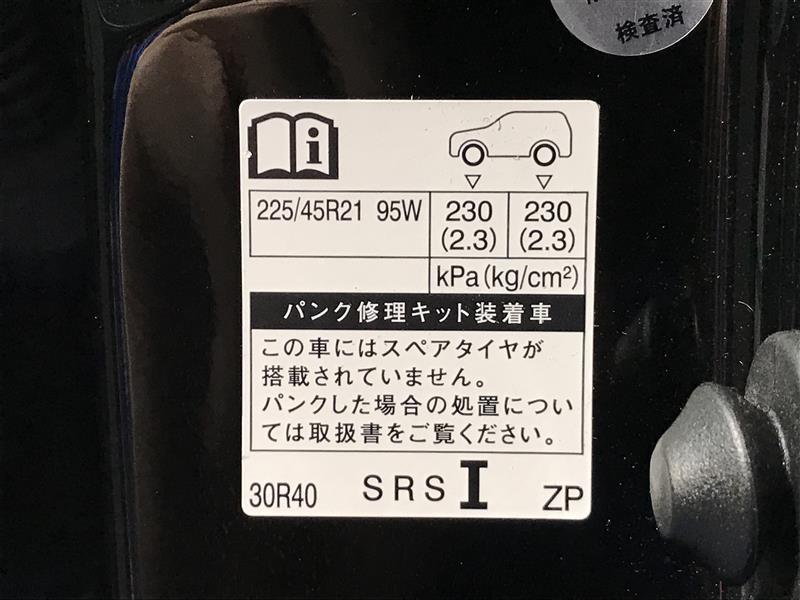 検査済
i
225/45R21 95W 230 230
(2.3) (2.3)
kPa(kg/cm²)
パンク修理キット装着車
この車にはスペアタイヤが
搭載されていません。
パンクした場合の処置につい
ては取扱書をご覧ください。
30R40 SRS I ZP